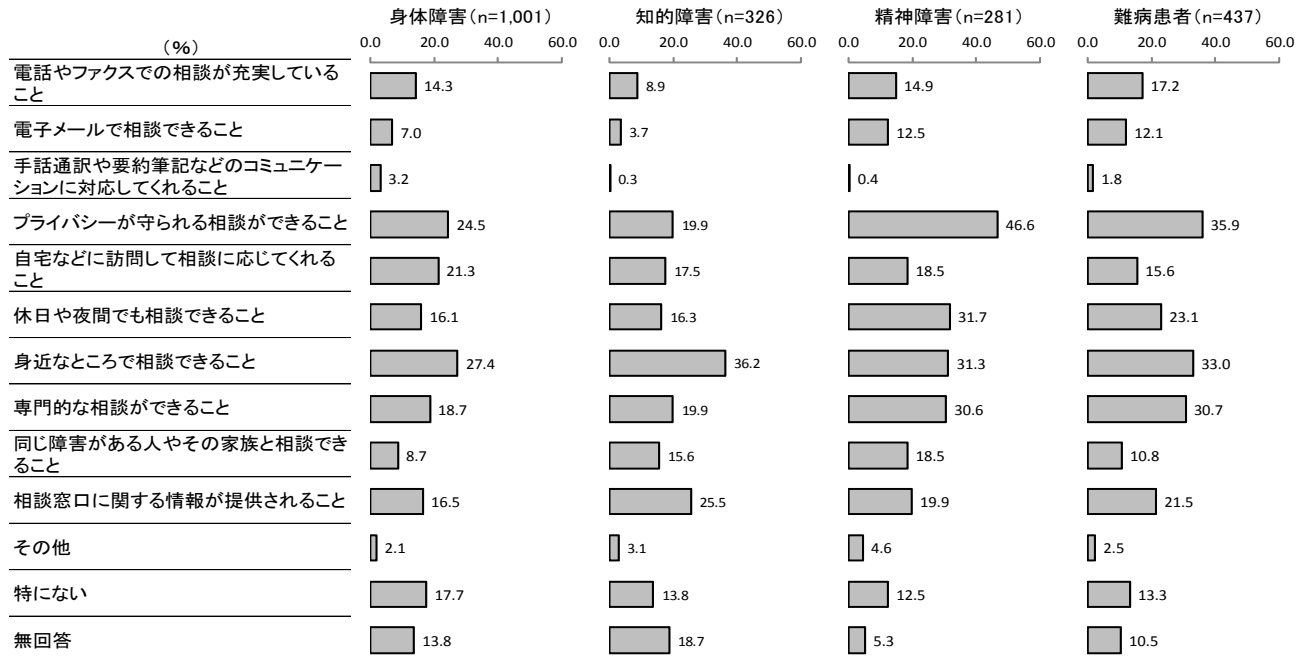 身体障害(n=1,001) 知的障害(n=326) 精神障害(n=281) 難病患者(n=437)
(%) 0.0 20.0 40.0 60.0 0.0 20.0 40.0 60.0 0.0 20.0 40.0 60.0 0.0 20.0 40.0 60.0
電話やファクスでの相談が充実している
こと
14.3 8.9 14.9 17.2
電子メールで相談できること 7.0 3.7 12.5 12.1
手話通訳や要約筆記などのコミュニケー
ションに対応してくれること
3.2 0.3 0.4 1.8
プライバシーが守られる相談ができること 24.5 19.9 46.6 35.9
自宅などに訪問して相談に応じてくれる
こと
21.3 17.5 18.5 15.6
休日や夜間でも相談できること 16.1 16.3 31.7 23.1
身近なところで相談できること 27.4 36.2 31.3 33.0
専門的な相談ができること 18.7 19.9 30.6 30.7
同じ障害がある人やその家族と相談でき
ること
8.7 15.6 18.5 10.8
相談窓口に関する情報が提供されること 16.5 25.5 19.9 21.5
その他 2.1 3.1 4.6 2.5
特にない 17.7 13.8 12.5 13.3
無回答 13.8 18.7 5.3 10.5